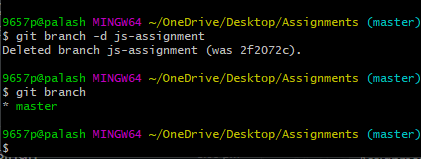 9657p@palash MINGW64 ~/OneDrive/Desktop/Assignments (master)
$ git branch -d js-assignment
Deleted branch js-assignment (was 2f2072c).
9657p@palash MINGW64 ~/OneDrive/Desktop/Assignments (master)
$ git branch
* master
9657p@palash MINGW64 ~/OneDrive/Desktop/Assignments (master)
$